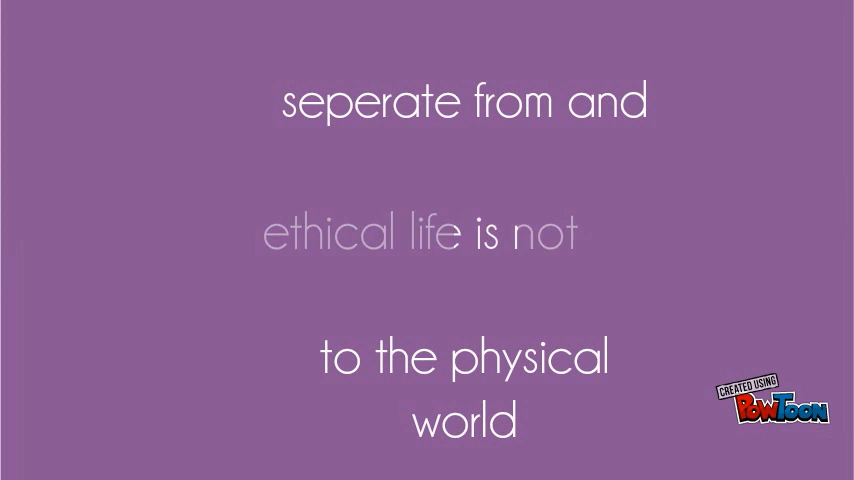 seperate from and
ethical life is not
to the physical
world
CREATED USING
POWTOON